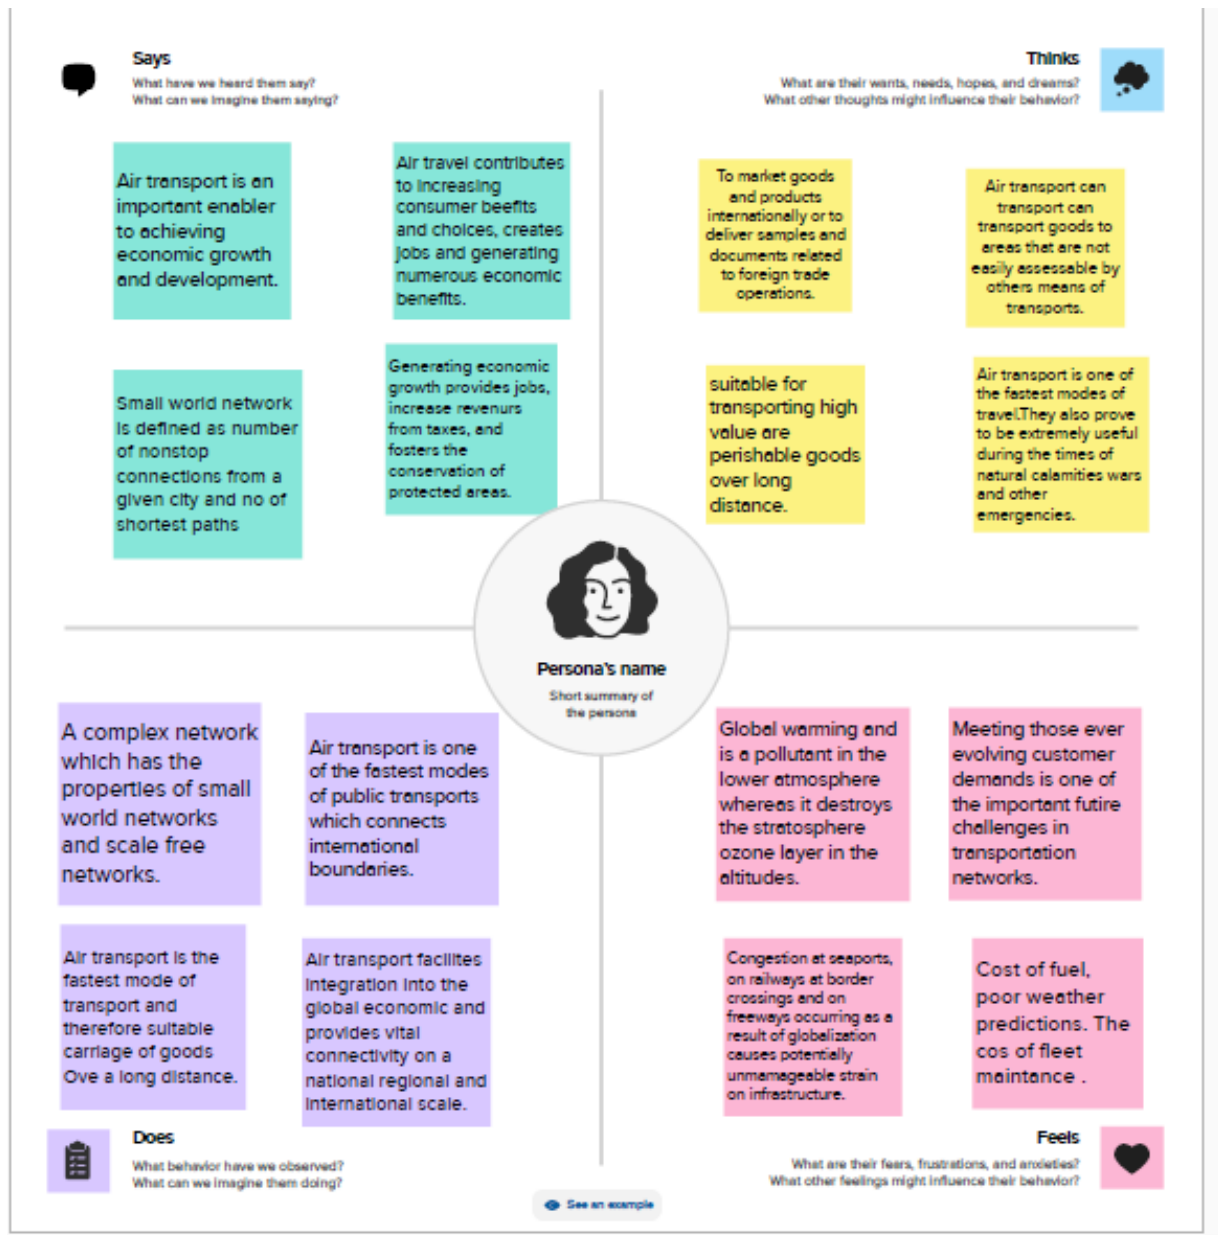 Says
What have we heard them say?
What can we imagine them saying?
Thinks
What are their wants, needs, hopes, and dreams?
What other thoughts might influence their behavior?
Air transport is an
important enabler
to achieving
economic growth
and development.
Air travel contributes
to increasing
consumer beefits
and choices, creates
jobs and generating
numerous economic
benefits.
To market goods
and products
internationally or to
deliver samples and
documents related
to foreign trade
operations.
Air transport can
transport can
transport goods to
areas that are not
easily assessable by
others means of
transports.
Small world network
is defined as number
of nonstop
connections from a
given city and no of
shortest paths
Generating economic
growth provides jobs,
increase revenurs
from taxes, and
fosters the
conservation of
protected areas.
suitable for
transporting high
value are
perishable goods
over long
distance.
Air transport is one of
the fastest modes of
travel.They also prove
to be extremely useful
during the times of
natural calamities wars
and other
emergencies.
Persona's name
Short summary of
the persona
A complex network
which has the
properties of small
world networks
and scale free
networks.
Air transport is one
of the fastest modes
of public transports
which connects
international
boundaries.
Global warming and
is a pollutant in the
lower atmosphere
whereas it destroys
the stratosphere
ozone layer in the
altitudes.
Meeting those ever
evolving customer
demands is one of
the important futire
challenges in
transportation
networks.
Air transport is the
fastest mode of
transport and
therefore suitable
carriage of goods
Ove a long distance.
Air transport facilites
integration into the
global economic and
provides vital
connectivity on a
national regional and
international scale.
Congestion at seaports,
on railways at border
crossings and on
freeways occurring as a
result of globalization
causes potentially
unmamageable strain
on infrastructure.
Cost of fuel,
poor weather
predictions. The
cos of fleet
maintance .
Does
What behavior have we observed?
What can we imagine them doing?
Feels
What are their fears, frustrations, and anxieties?
What other feelings might influence their behavior?
See an example